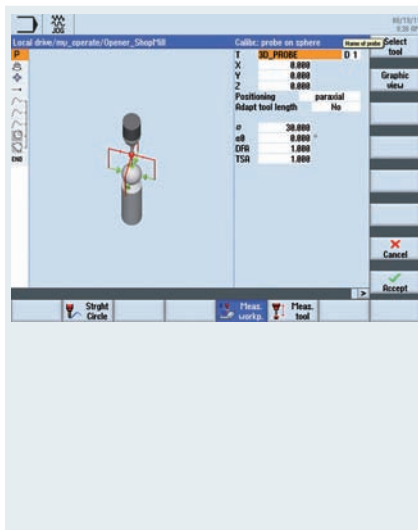 JOG
Local drive/my_operate/Opener_ShopMill
Calibr. probe on sphere
Name of probe
Select
tool
P
T 3D_PROBE D 1
X 0.000
Y 0.000
Z 0.000
Positioning paraxial
Adapt tool length No
Graphic
view
ø 30.000
α0 0.000 °
DFA 1.000
TSA 1.000
END
Cancel
Accept
>
Strght
Circle
Meas.
workp.
Meas.
tool